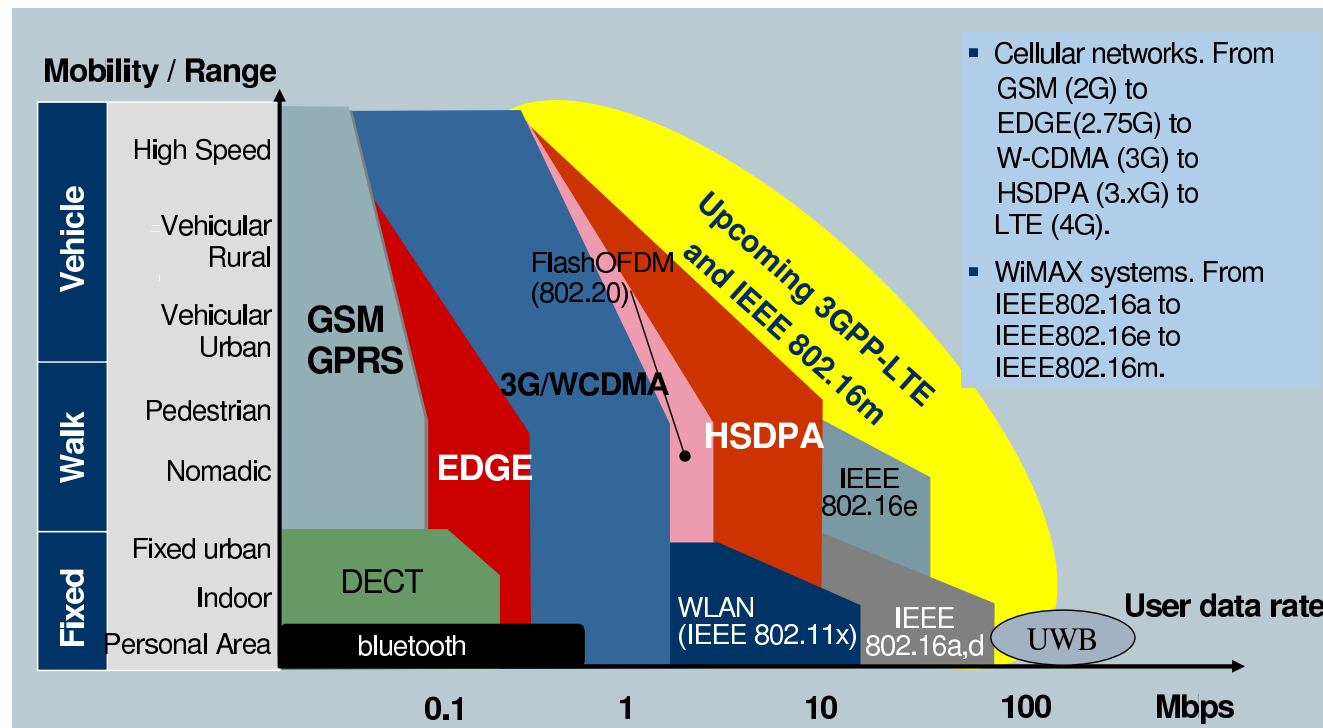 Mobility / Range
Vehicle
Walk
Fixed
High Speed
Vehicular
Rural
Vehicular
Urban
Pedestrian
Nomadic
Fixed urban
Indoor
Personal Area
GSM
GPRS
EDGE
3G/WCDMA
FlashOFDM
(802.20)
HSDPA
Upcoming 3GPP-LTE
and IEEE 802.16m
IEEE
802.16e
DECT
bluetooth
WLAN
(IEEE 802.11x)
IEEE
802.16a,d
UWB
User data rate
0.1
1
10
100
Mbps
▪ Cellular networks. From
GSM (2G) to
EDGE(2.75G) to
W-CDMA (3G) to
HSDPA (3.xG) to
LTE (4G).
▪ WiMAX systems. From
IEEE802.16a to
IEEE802.16e to
IEEE802.16m.